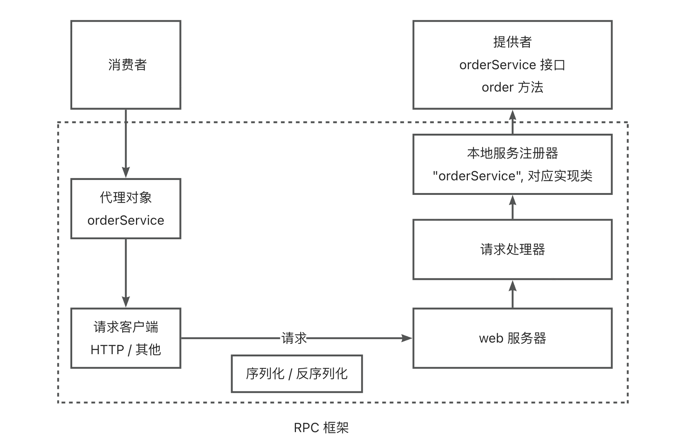 消费者
提供者
orderService 接口
order 方法
本地服务注册器
"orderService", 对应实现类
代理对象
orderService
请求处理器
请求客户端
HTTP / 其他
请求
web 服务器
序列化 / 反序列化
RPC 框架